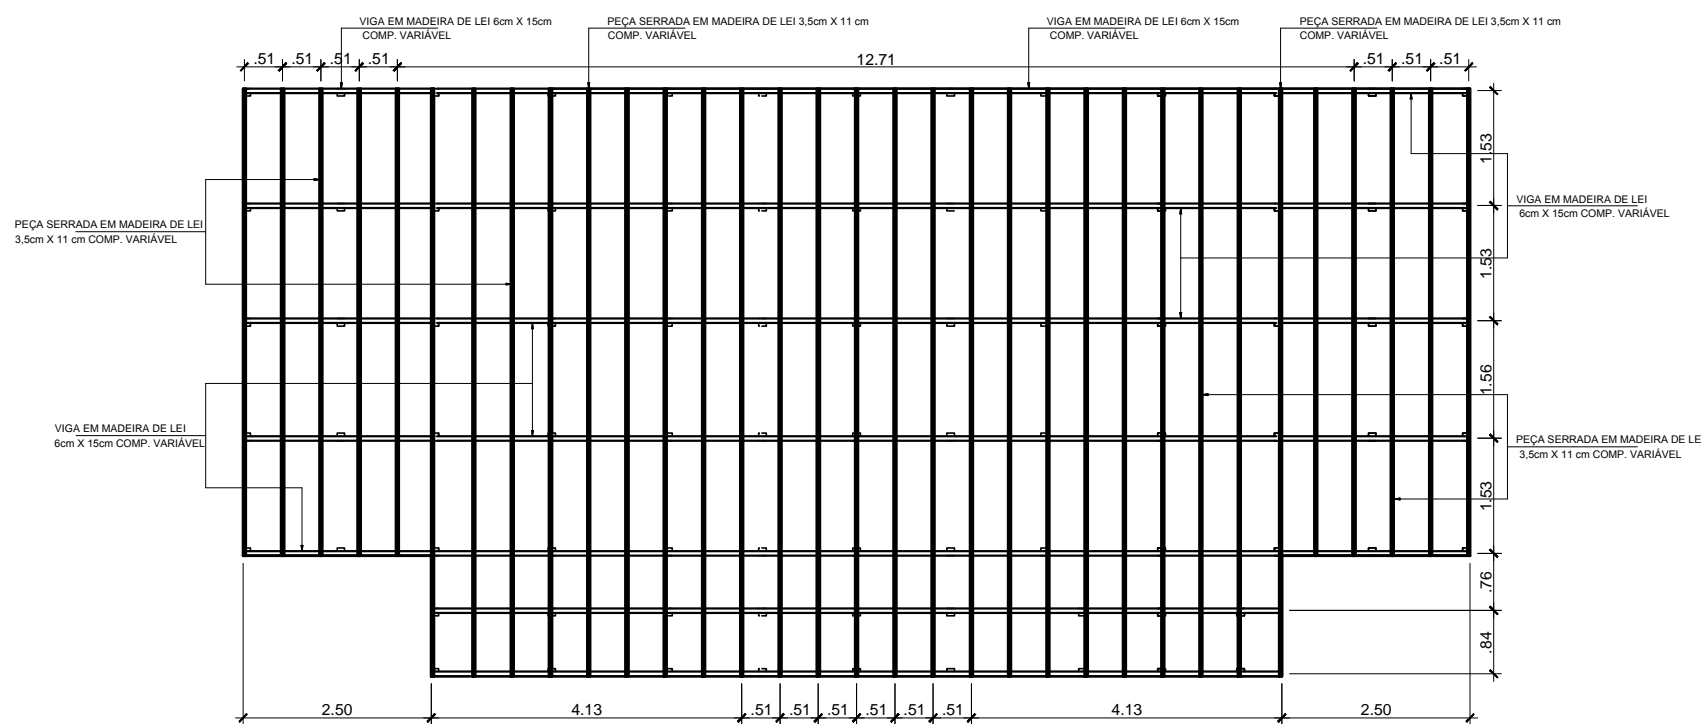 VIGA EM MADEIRA DE LEI 6cm X 15cm
COMP. VARIÁVEL
PEÇA SERRADA EM MADEIRA DE LEI 3,5cm X 11 cm
COMP. VARIÁVEL
VIGA EM MADEIRA DE LEI 6cm X 15cm
COMP. VARIÁVEL
PEÇA SERRADA EM MADEIRA DE LEI 3,5cm X 11 cm
COMP. VARIÁVEL
.51 .51 .51 .51 12.71 .51 .51 .51
1.53
1.53
1.56
1.53
.76
.84
PEÇA SERRADA EM MADEIRA DE LEI
3,5cm X 11 cm COMP. VARIÁVEL
VIGA EM MADEIRA DE LEI
6cm X 15cm COMP. VARIÁVEL
VIGA EM MADEIRA DE LEI
6cm X 15cm COMP. VARIÁVEL
PEÇA SERRADA EM MADEIRA DE LE
3,5cm X 11 cm COMP. VARIÁVEL
2.50 4.13 .51 .51 .51 .51 .51 .51 4.13 2.50